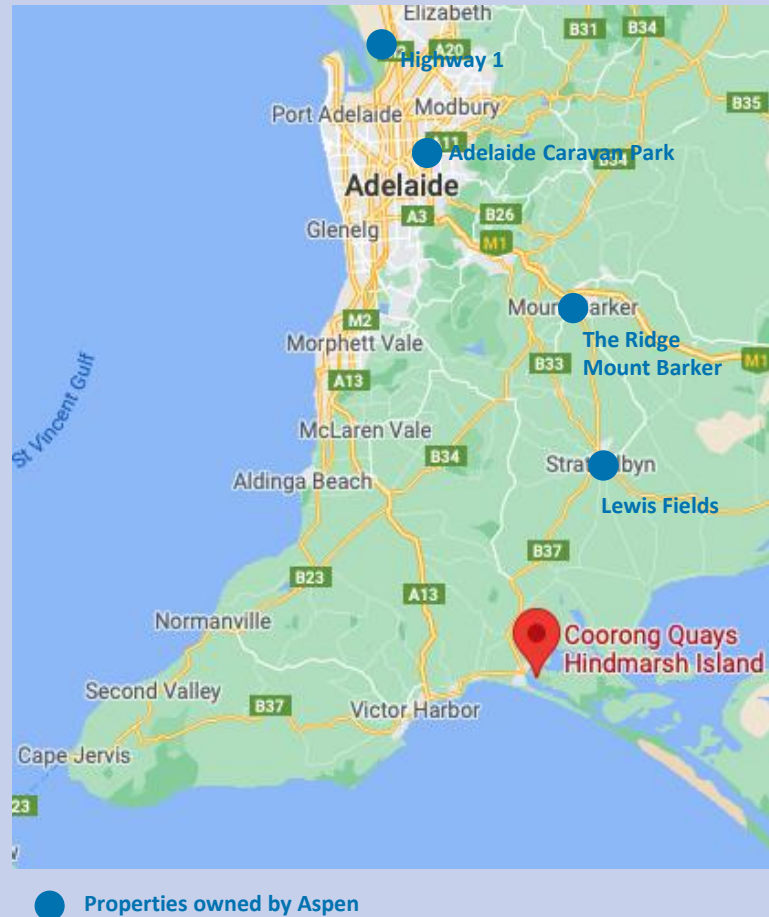 Elizabeth
B31
B34
A20
Highway 1
B35
Port Adelaide
Modbury
A11
Adelaide Caravan Park
B34
Adelaide
A3
B26
Glenelg
M1
M2
The Ridge
Mount Barker
Morphett Vale
B33
M1
A13
McLaren Vale
B34
Aldinga Beach
Lewis Fields
B37
B23
A13
Normanville
Coorong Quays
Hindmarsh Island
Second Valley
B37
Victor Harbor
Cape Jervis
23
St Vincent Gulf
Properties owned by Aspen